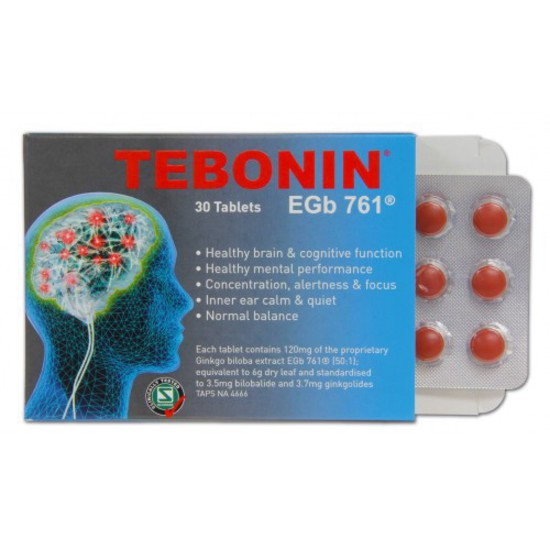 TEBONIN®
30 Tablets EGb 761®
• Healthy brain & cognitive function
• Healthy mental performance
• Concentration, alertness & focus
• Inner ear calm & quiet
• Normal balance
Each tablet contains 120mg of the proprietary
Ginkgo biloba extract EGb 761® (50:1),
equivalent to 6g dry leaf and standardised
to 3.5mg bilobalide and 3.7mg ginkgolides
TAPS NA 4666
CLINICALLY TESTED